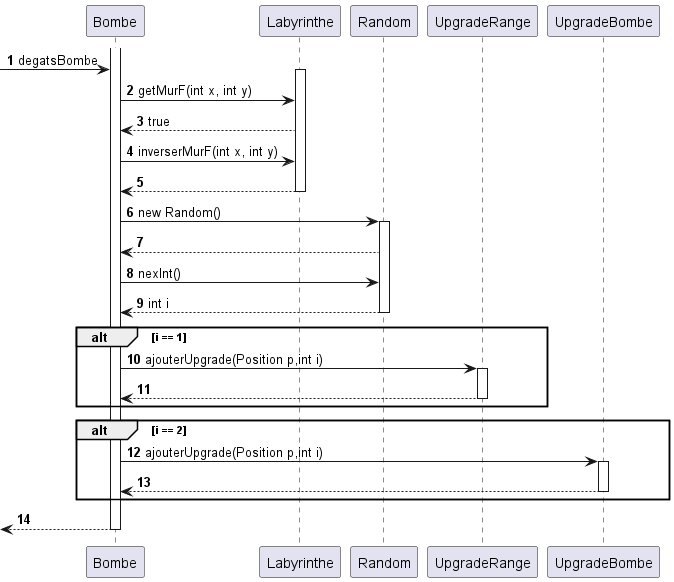 Bombe Labyrinthe Random UpgradeRange UpgradeBombe
1 degatsBombe
2 getMurF(int x, int y)
3 true
4 inverserMurF(int x, int y)
5
6 new Random()
7
8 nexInt()
9 int i
alt [i == 1]
10 ajouterUpgrade(Position p,int i)
11
alt [i == 2]
12 ajouterUpgrade(Position p,int i)
13
14
Bombe Labyrinthe Random UpgradeRange UpgradeBombe